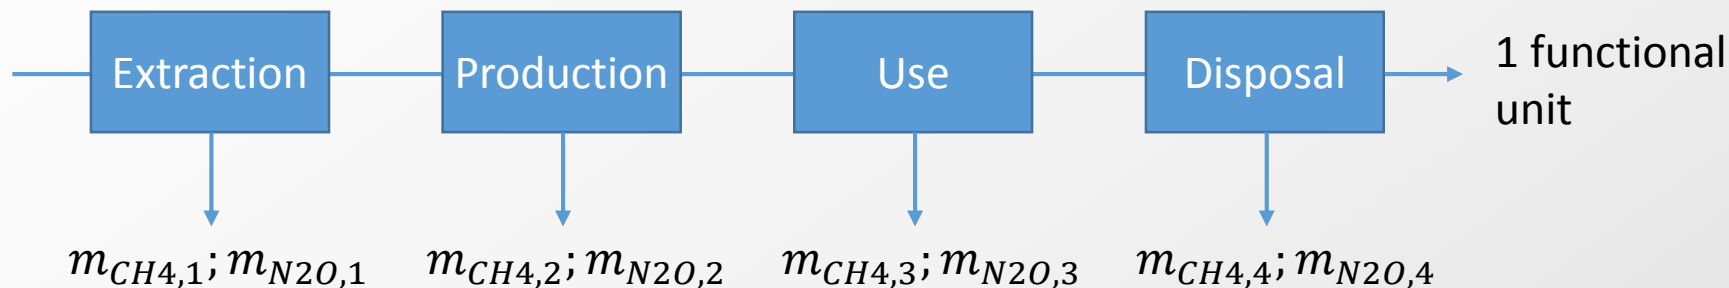 Extraction
Production
Use
Disposal
1 functional
unit
m_{CH4,1}; m_{N2O,1}
m_{CH4,2}; m_{N2O,2}
m_{CH4,3}; m_{N2O,3}
m_{CH4,4}; m_{N2O,4}